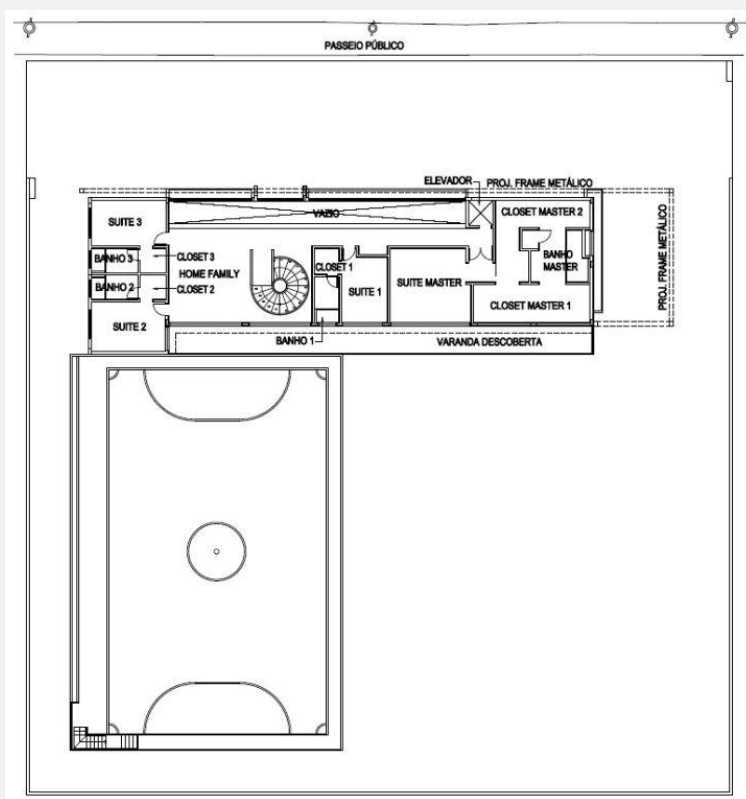 PASSEIO PÚBLICO
ELEVADOR
PROJ. FRAME METÁLICO
SUITE 3
VAZIO
CLOSET MASTER 2
BANHO 3
CLOSET 3
HOME FAMILY
CLOSET 1
BANHO
MASTER
PROJ. FRAME METÁLICO
BANHO 2
CLOSET 2
SUITE 1
SUITE MASTER
CLOSET MASTER 1
SUITE 2
BANHO 1
VARANDA DESCOBERTA